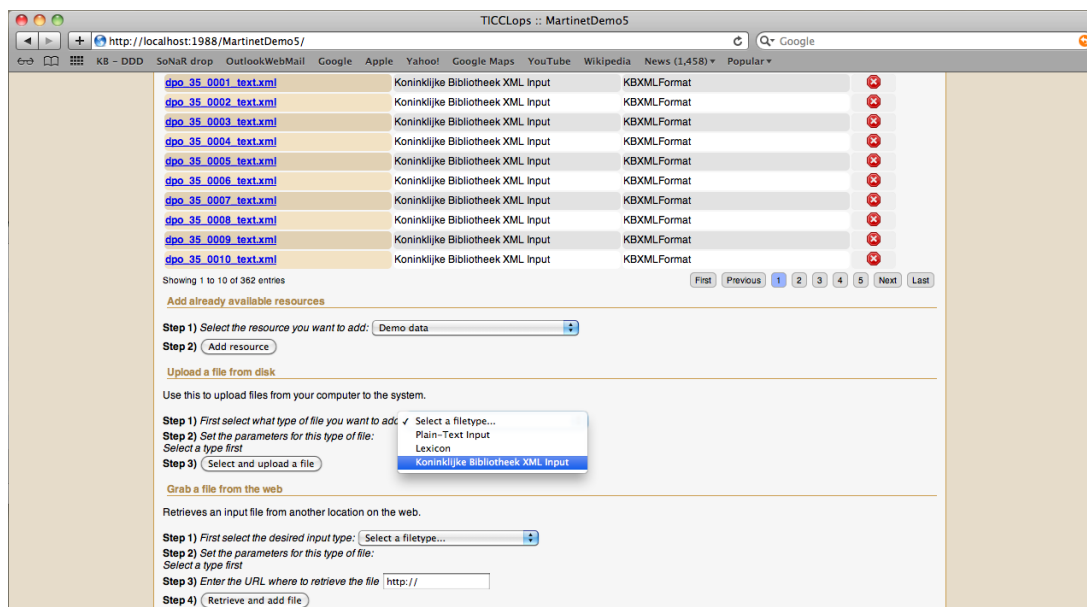 TICCLops :: MartinetDemo5
http://localhost:1988/MartinetDemo5/ Google
KB - DDD SoNaR drop OutlookWebMail Google Apple Yahoo! Google Maps YouTube Wikipedia News (1,458) Popular
dpo_35_0001_text.xml Koninklijke Bibliotheek XML Input KBXMLFormat
dpo_35_0002_text.xml Koninklijke Bibliotheek XML Input KBXMLFormat
dpo_35_0003_text.xml Koninklijke Bibliotheek XML Input KBXMLFormat
dpo_35_0004_text.xml Koninklijke Bibliotheek XML Input KBXMLFormat
dpo_35_0005_text.xml Koninklijke Bibliotheek XML Input KBXMLFormat
dpo_35_0006_text.xml Koninklijke Bibliotheek XML Input KBXMLFormat
dpo_35_0007_text.xml Koninklijke Bibliotheek XML Input KBXMLFormat
dpo_35_0008_text.xml Koninklijke Bibliotheek XML Input KBXMLFormat
dpo_35_0009_text.xml Koninklijke Bibliotheek XML Input KBXMLFormat
dpo_35_0010_text.xml Koninklijke Bibliotheek XML Input KBXMLFormat
Showing 1 to 10 of 362 entries First Previous 1 2 3 4 5 Next Last
Add already available resources
Step 1) Select the resource you want to add: Demo data
Step 2) Add resource
Upload a file from disk
Use this to upload files from your computer to the system.
Step 1) First select what type of file you want to add ✓ Select a filetype...
Plain-Text Input
Step 2) Set the parameters for this type of file:
Select a type first Lexicon
Koninklijke Bibliotheek XML Input
Step 3) Select and upload a file
Grab a file from the web
Retrieves an input file from another location on the web.
Step 1) First select the desired input type: Select a filetype...
Step 2) Set the parameters for this type of file:
Select a type first
Step 3) Enter the URL where to retrieve the file http://
Step 4) Retrieve and add file